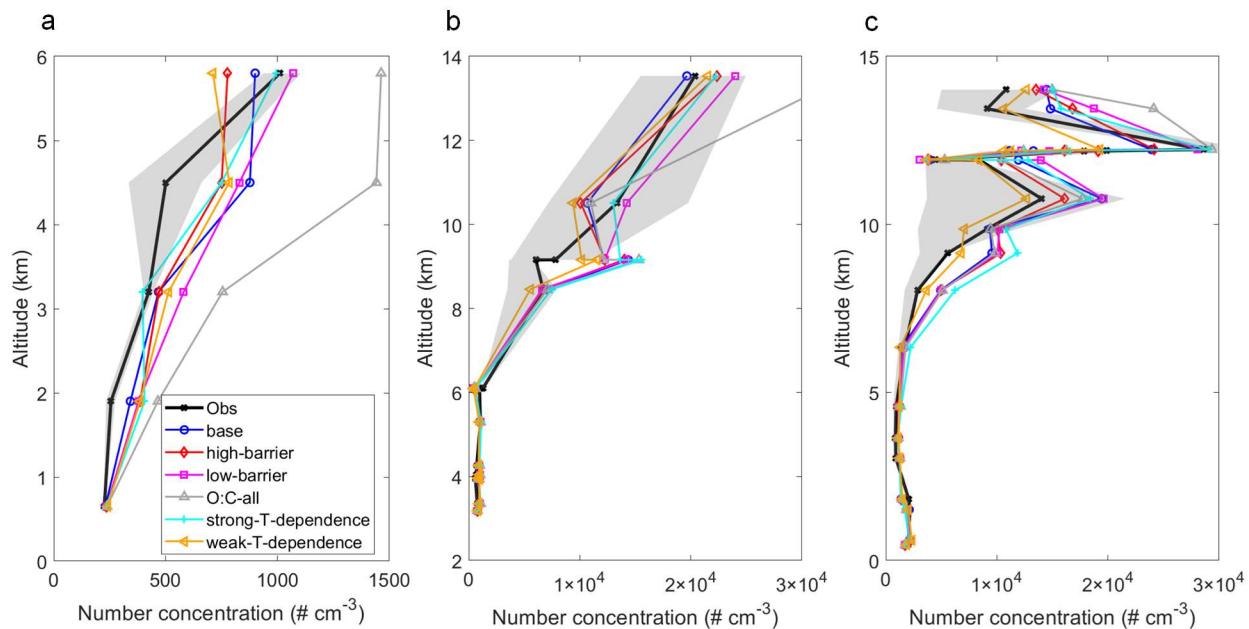 a
6
5
4
3
2
1
0
Altitude (km)
0
500
1000
1500
Number concentration (# cm⁻³)
Obs
base
high-barrier
low-barrier
O:C-all
strong-T-dependence
weak-T-dependence
b
14
12
10
8
6
4
2
Altitude (km)
0
1×10⁴
2×10⁴
3×10⁴
Number concentration (# cm⁻³)
c
15
10
5
0
Altitude (km)
0
1×10⁴
2×10⁴
3×10⁴
Number concentration (# cm⁻³)